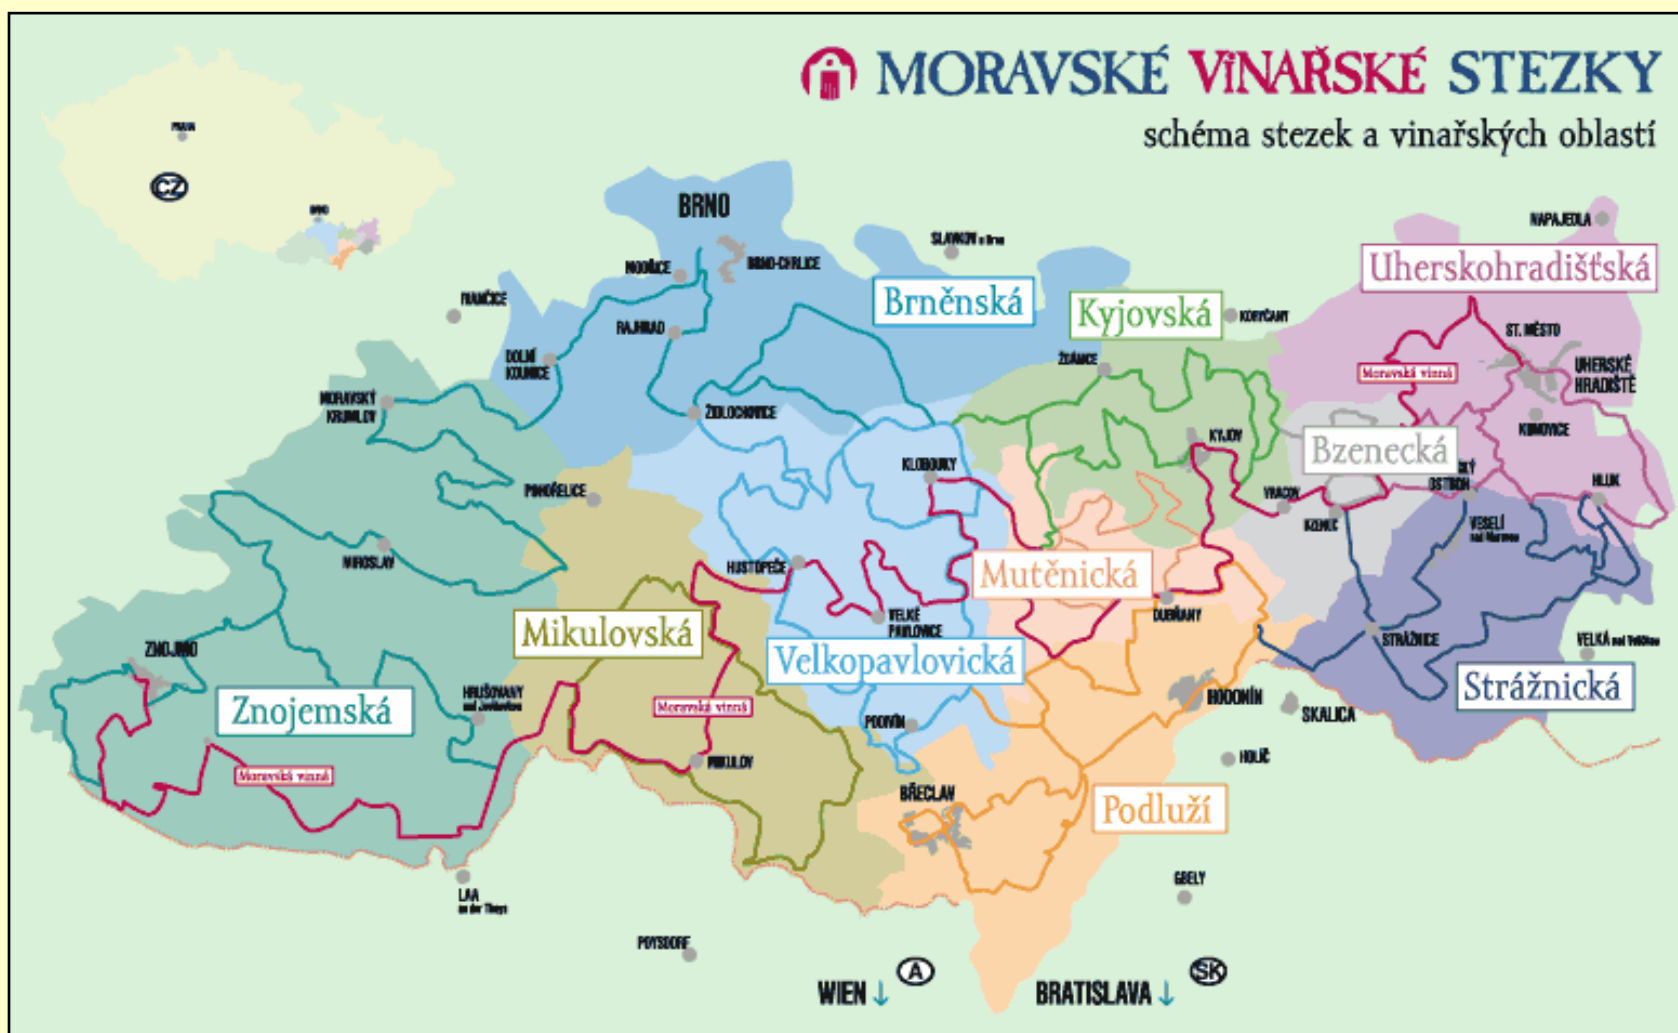 MORAVSKÉ VINAŘSKÉ STEZKY
schéma stezek a vinařských oblastí
PRAHA
CZ
BRNO
BRNO
SLAVKOV u Brna
NAPAJEDLA
MODŘICE
BRNO-CHRLICE
Uherskohradišťská
IVANČICE
Brněnská
Kyjovská
KORYČANY
RAJHRAD
ST. MĚSTO
DOLNÍ
KOUNICE
ŽDÁNICE
Moravská vinná
UHERSKÉ
HRADIŠTĚ
MORAVSKÝ
KRUMLOV
ŽIDLOCHOVICE
KYJOV
KUNOVICE
Bzenecká
KLOBOUKY
POHOŘELICE
VRACOV
OSTROH
HLUK
BZENEC
VESELÍ
nad Moravou
MIROSLAV
HUSTOPEČE
Mutěnická
Mikulovská
VELKÉ
PAVLOVICE
DUBŇANY
STRÁŽNICE
VELKÁ nad Veličkou
ZNOJMO
Velkopavlovická
Znojemská
HRUŠOVANY
nad Jevišovkou
Moravská vinná
HODONÍN
SKALICA
Strážnická
PODIVÍN
MIKULOV
HOLÍČ
Moravská vinná
BŘECLAV
Podluží
LAA
an der Thaya
GBELY
POYSDORF
WIEN ↓
A
BRATISLAVA ↓
SK